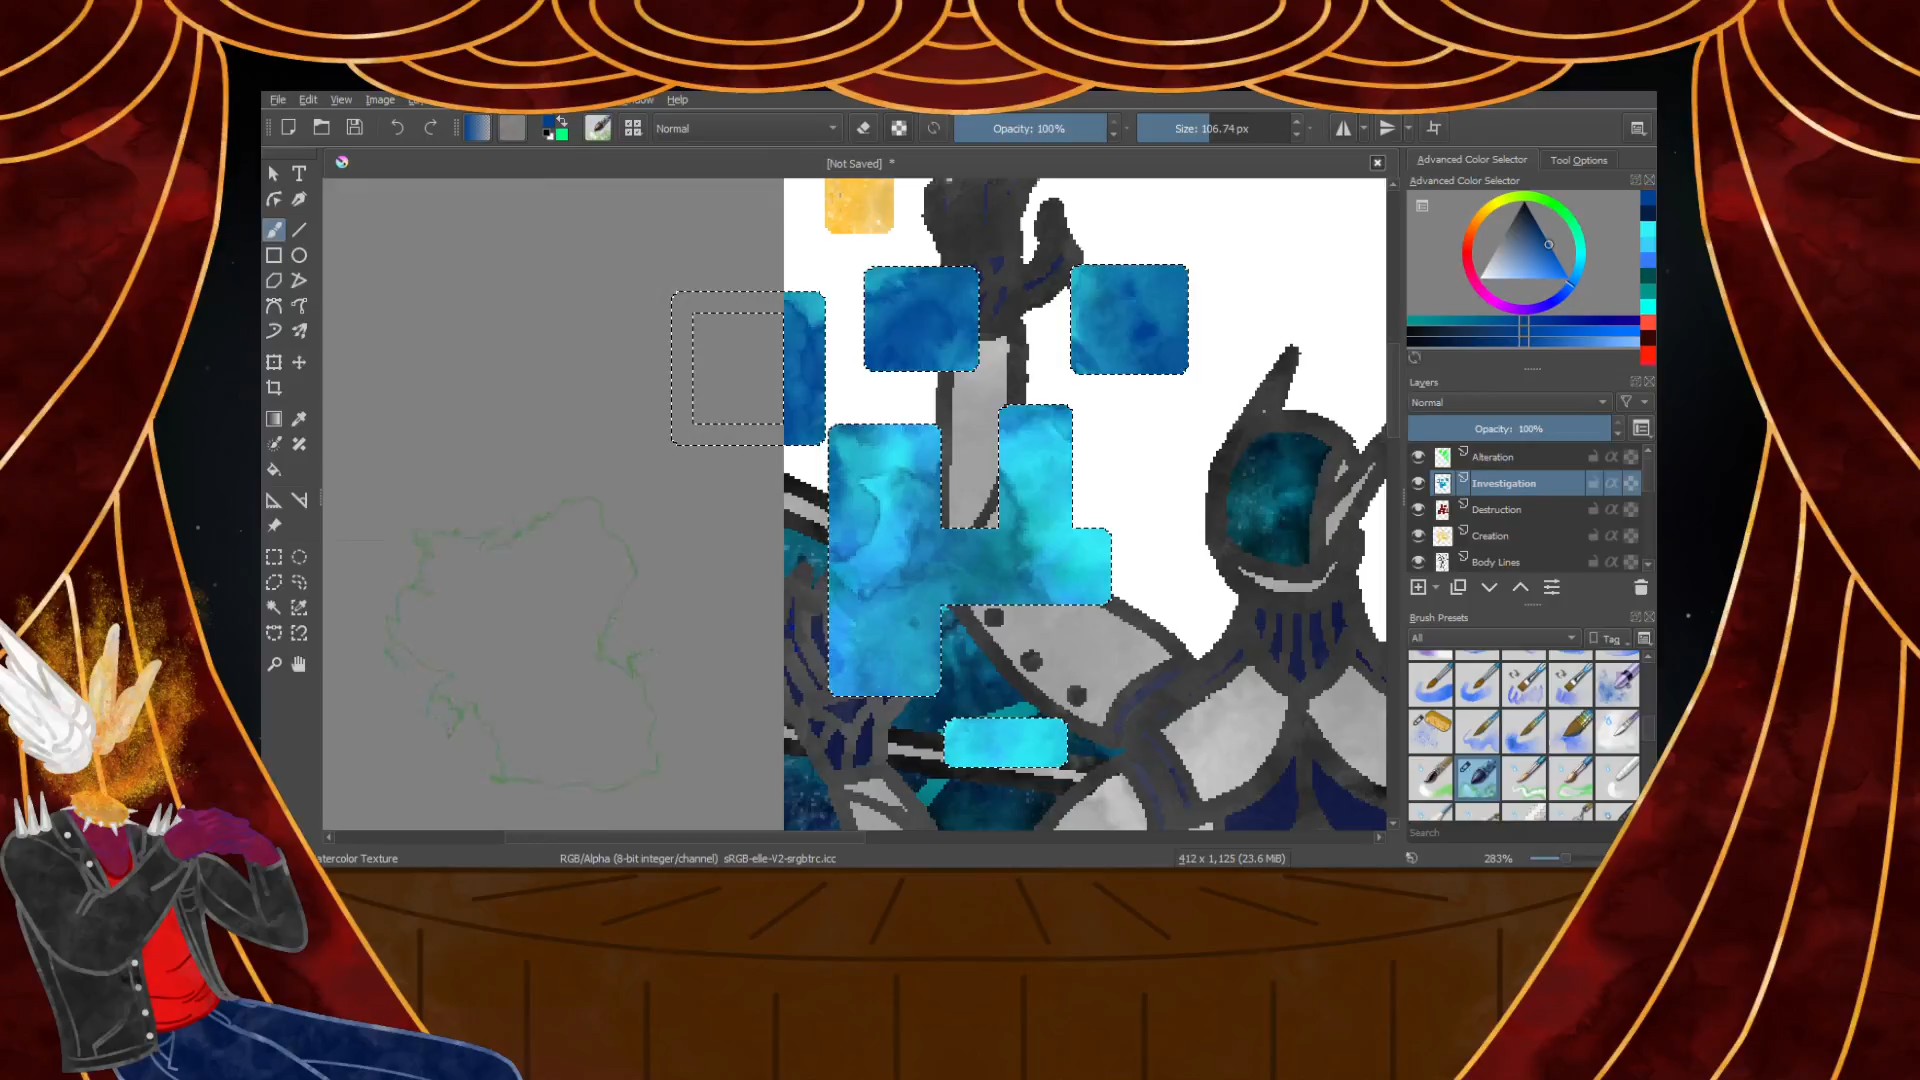 File Edit View Image Help
Normal
Opacity: 100%
Size: 106.74 px
[Not Saved] *
Advanced Color Selector
Tool Options
Advanced Color Selector
Layers
Normal
Opacity: 100%
Alteration
Investigation
Destruction
Creation
Body Lines
Brush Presets
All
Tag
Search
atercolor Texture
RGB/Alpha (8-bit integer/channel) sRGB-elle-V2-srgbtrc.icc
412 x 1,125 (23.6 MiB)
283%